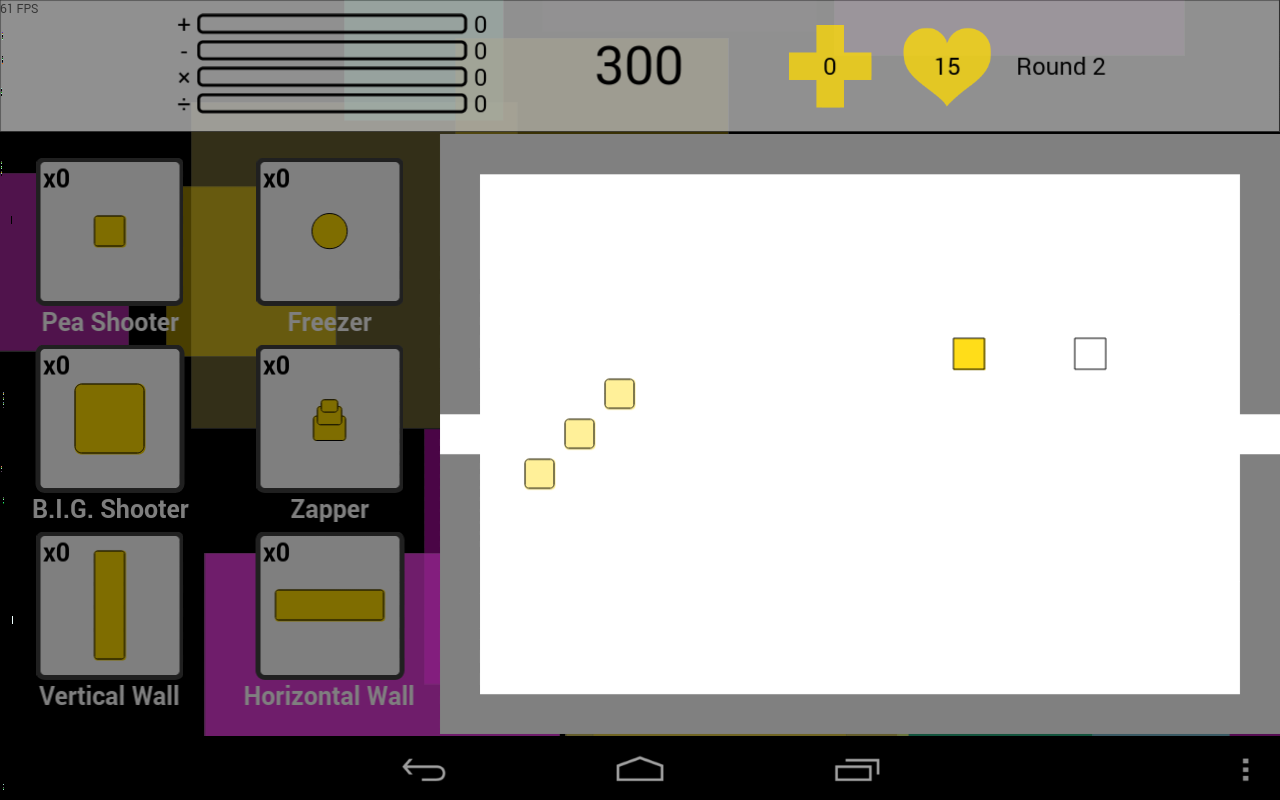 61 FPS
+ 0
- 0
× 0
÷ 0
300
0
15
Round 2
x0
Pea Shooter
x0
Freezer
x0
B.I.G. Shooter
x0
Zapper
x0
Vertical Wall
x0
Horizontal Wall